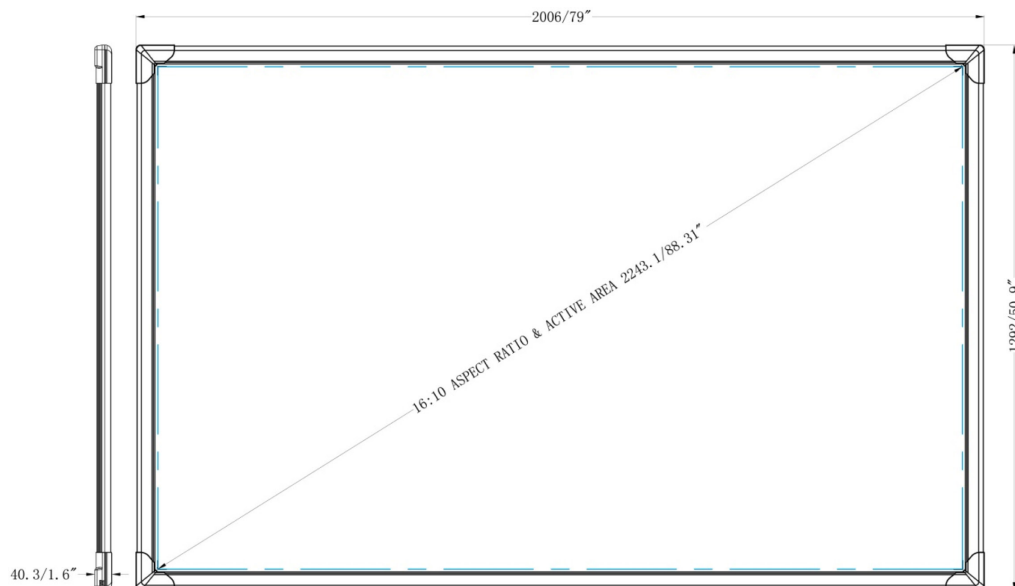 2006/79″
16:10 ASPECT RATIO & ACTIVE AREA 2243.1/88.31″
40.3/1.6″